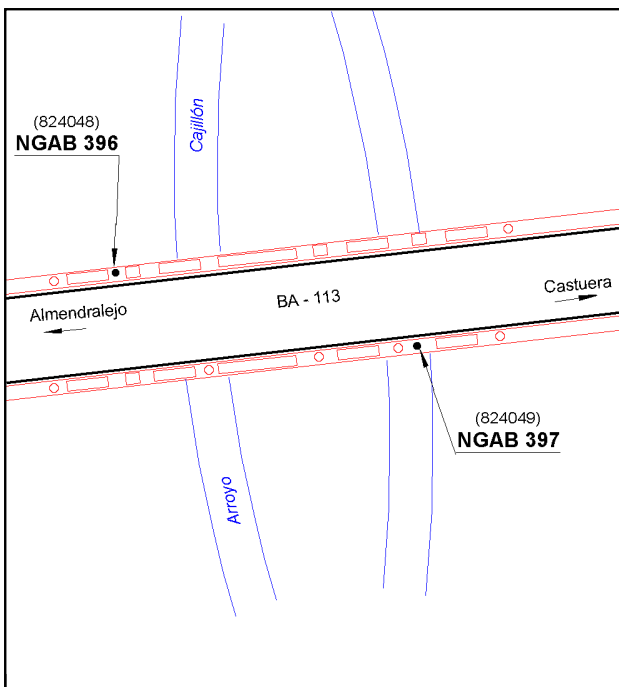 Cajillón
(824048)
NGAB 396
Castuera
BA - 113
Almendralejo
(824049)
NGAB 397
Arroyo